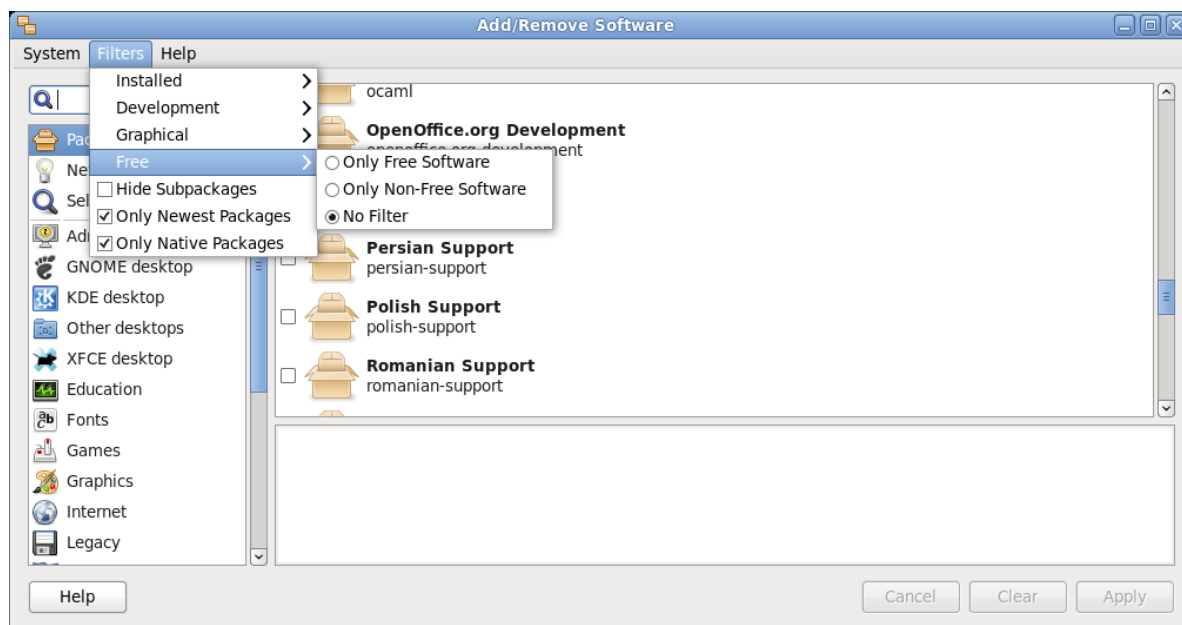 Add/Remove Software
System Filters Help
Installed
Development
Graphical
Free
Hide Subpackages
Only Newest Packages
Only Native Packages
Only Free Software
Only Non-Free Software
No Filter
GNOME desktop
KDE desktop
Other desktops
XFCE desktop
Education
Fonts
Games
Graphics
Internet
Legacy
ocaml
OpenOffice.org Development
Persian Support
persian-support
Polish Support
polish-support
Romanian Support
romanian-support
Help
Cancel Clear Apply